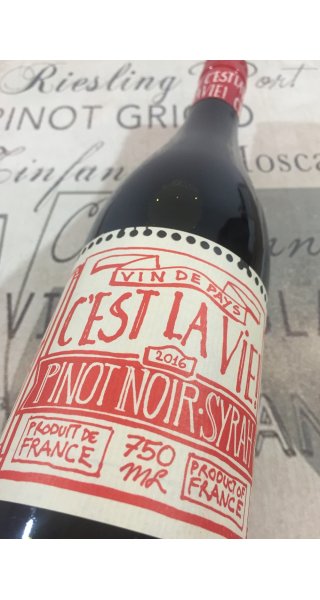 Riesling Port
PINOT GRIGIO
Zinfan
Mosca
C'EST LA
VIE!
VIN DE PAYS
C'EST LA VIE!
2016
PINOT NOIR·SYRAH
PRODUIT DE
FRANCE
750
ML
PRODUCT OF
FRANCE